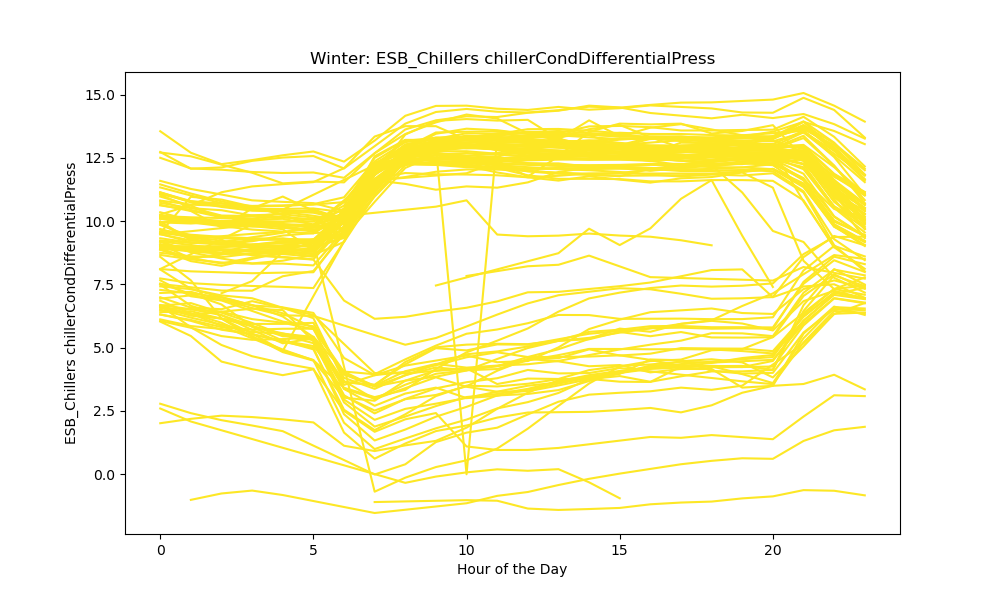 Winter: ESB_Chillers chillerCondDifferentialPress
ESB_Chillers chillerCondDifferentialPress
15.0
12.5
10.0
7.5
5.0
2.5
0.0
0 5 10 15 20
Hour of the Day